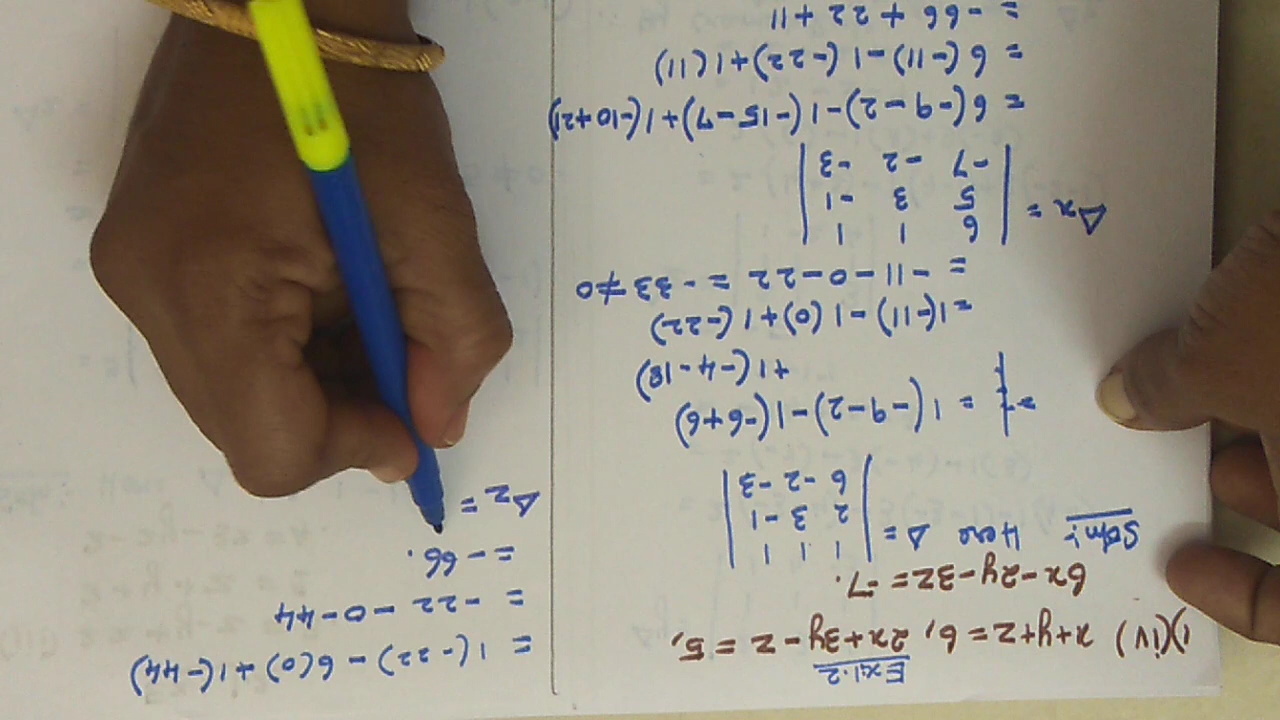 Ex:1.2
1)(iv) x+y+z=6, 2x+3y-z=5,
6x-2y-3z=-7.
Soln:- Here Δ = | 1 1 1
2 3 -1
6 -2 -3 |
= 1(-9-2)-1(-6+6)
+1(-4-18)
=1(-11)-1(0)+1(-22)
= -11-0-22 = -33≠0
Δx = | 6 1 1
5 3 -1
-7 -2 -3 |
= 6(-9-2)-1(-15-7)+1(-10+21)
= 6(-11)-1(-22)+1(11)
= -66+22+11
= 1(-22)-6(0)+1(-44)
= -22-0-44
= -66.
Δz =